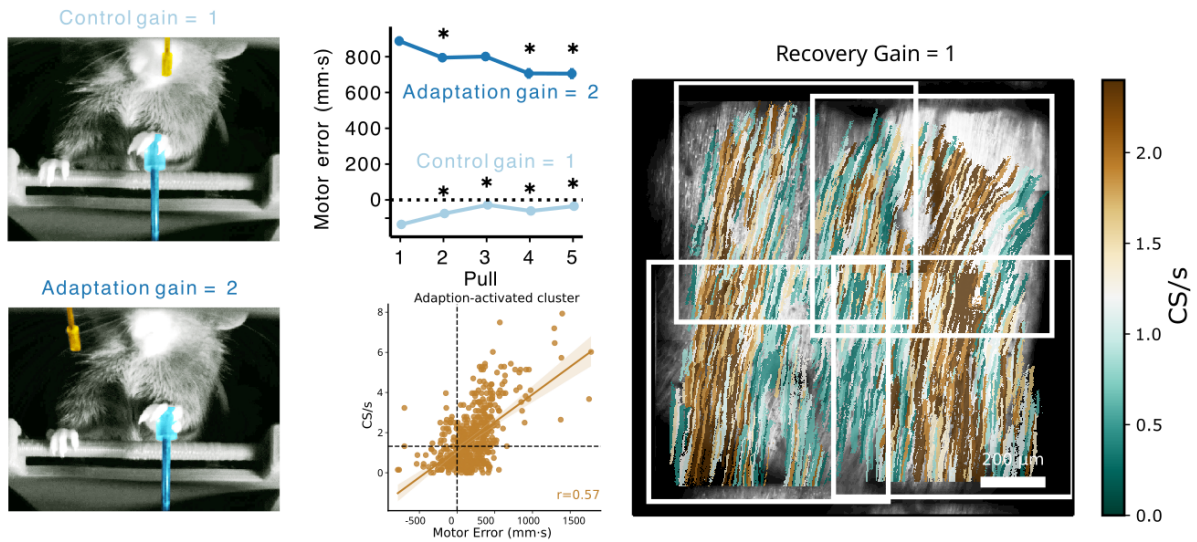 Control gain = 1
Adaptation gain = 2
Motor error (mm·s)
800
600
400
200
0
Adaptation gain = 2
Control gain = 1
*
*
*
*
*
*
*
1 2 3 4 5
Pull
Adaption-activated cluster
CS/s
8
6
4
2
0
r=0.57
-500 0 500 1000 1500
Motor Error (mm·s)
Recovery Gain = 1
200 µm
2.0
1.5
1.0
0.5
0.0
CS/s